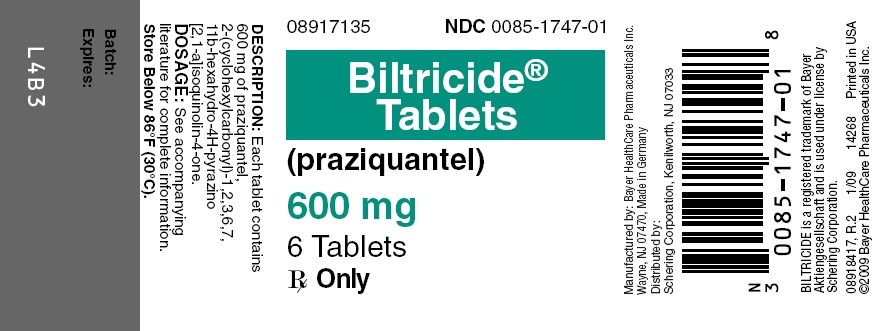 L4B3
Batch:
Expires:
DESCRIPTION: Each tablet contains
600 mg of praziquantel,
2-(cyclohexylcarbonyl)-1,2,3,6,7,
11b-hexahydro-4H-pyrazino
[2,1-a]isoquinolin-4-one.
DOSAGE: See accompanying
literature for complete information.
Store Below 86°F (30°C).
08917135 NDC 0085-1747-01
Biltricide®
Tablets
(praziquantel)
600 mg
6 Tablets
℞ Only
Manufactured by: Bayer HealthCare Pharmaceuticals Inc.
Wayne, NJ 07470, Made in Germany
Distributed by:
Schering Corporation, Kenilworth, NJ 07033
N
3 0085-1747-01 8
BILTRICIDE is a registered trademark of Bayer
Aktiengesellschaft and is used under license by
Schering Corporation.
08918417, R.2 1/09 14268 Printed in USA
©2009 Bayer HealthCare Pharmaceuticals Inc.